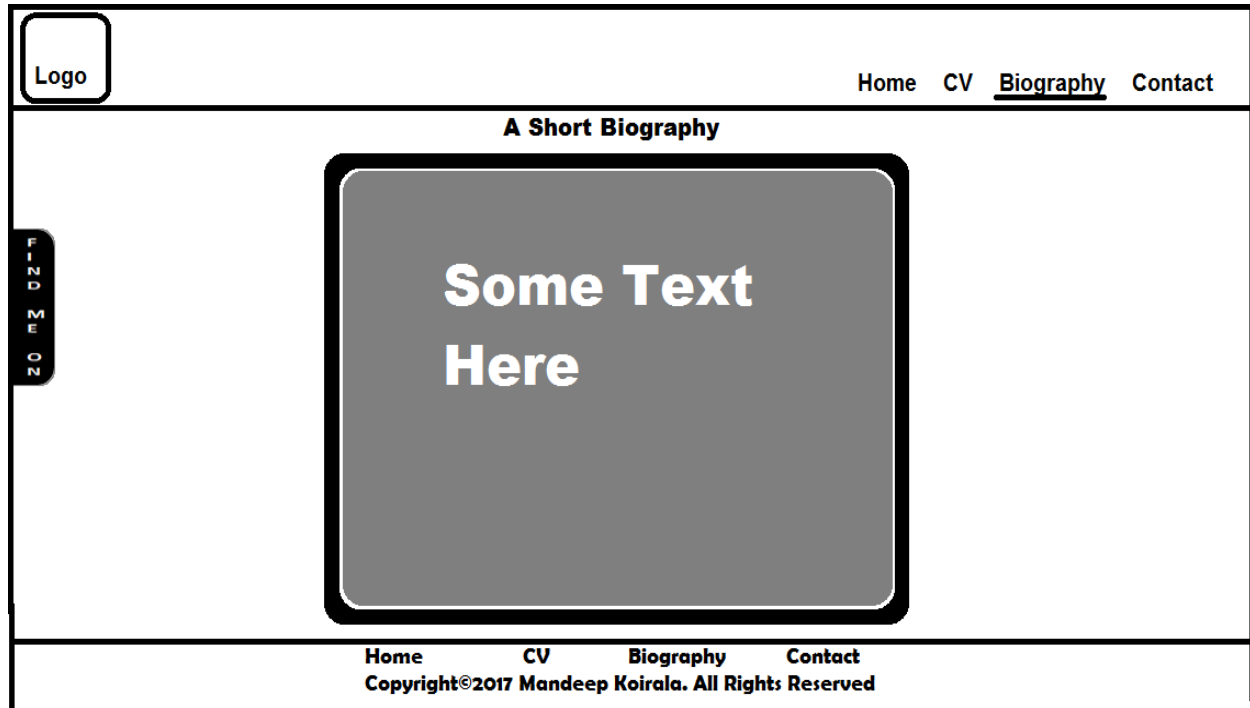 Logo
Home CV Biography Contact
A Short Biography
FIND ME ON
Some Text
Here
Home CV Biography Contact
Copyright©2017 Mandeep Koirala. All Rights Reserved